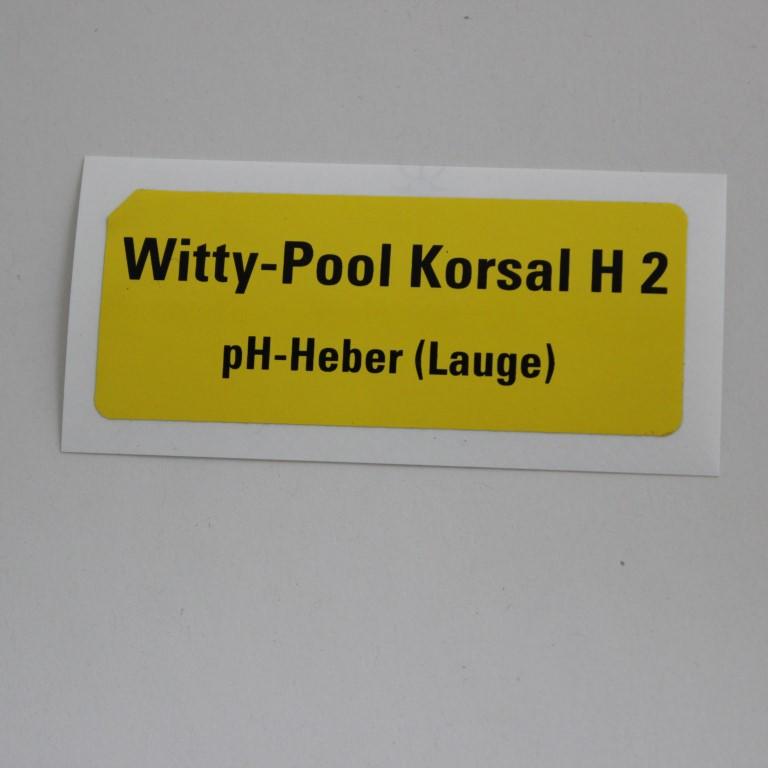 Witty-Pool Korsal H 2
pH-Heber (Lauge)